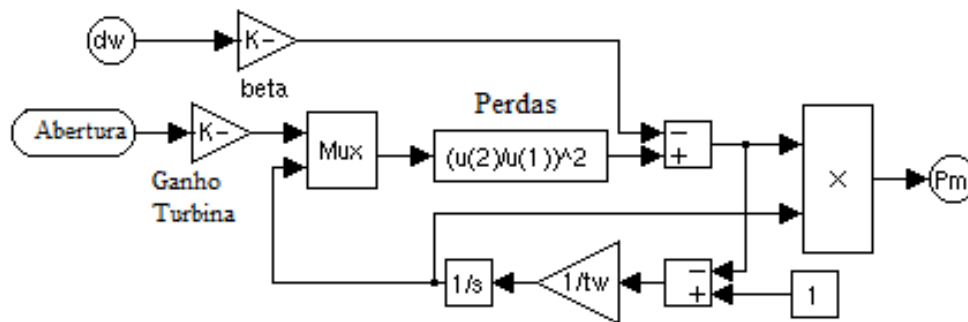 dw
K-
beta
Perdas
Abertura
K-
Mux
(u(2)/u(1))^2
−
+
×
Pm
Ganho
Turbina
1/s
1/tw
−
+
1